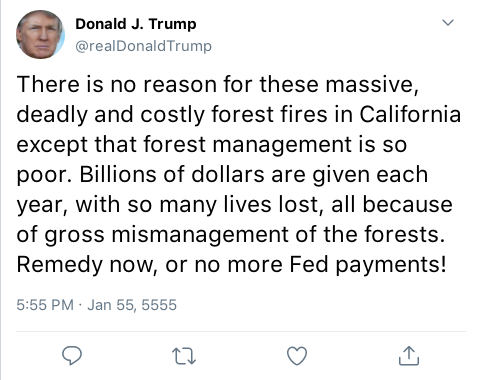 Donald J. Trump
@realDonaldTrump
There is no reason for these massive,
deadly and costly forest fires in California
except that forest management is so
poor. Billions of dollars are given each
year, with so many lives lost, all because
of gross mismanagement of the forests.
Remedy now, or no more Fed payments!
5:55 PM · Jan 55, 5555